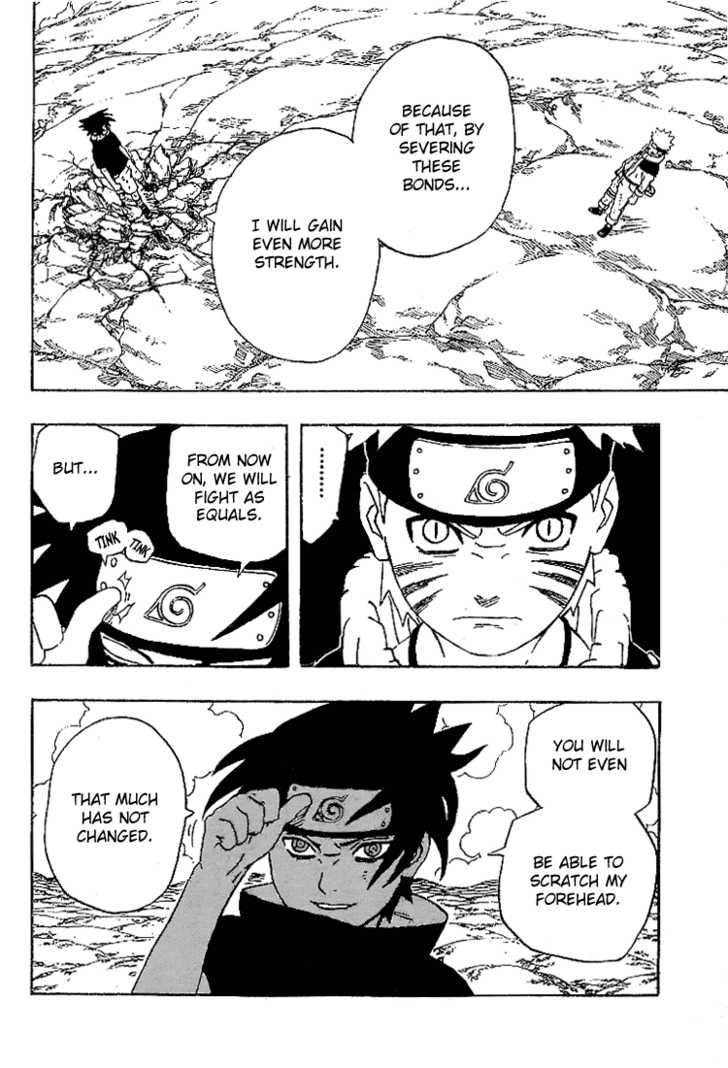 BECAUSE
OF THAT, BY
SEVERING
THESE
BONDS...
I WILL GAIN
EVEN MORE
STRENGTH.
..........
FROM NOW
ON, WE WILL
FIGHT AS
EQUALS.
BUT...
TINK
TINK
YOU WILL
NOT EVEN
BE ABLE TO
SCRATCH MY
FOREHEAD.
THAT MUCH
HAS NOT
CHANGED.